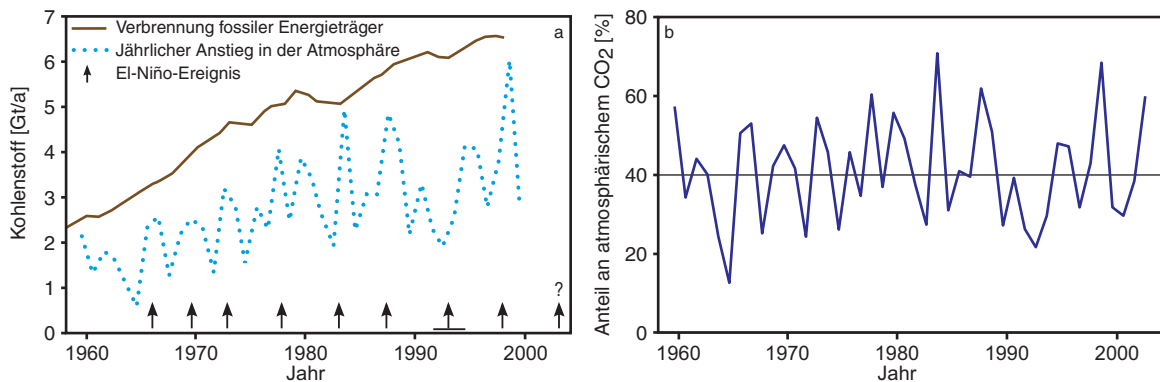 Kohlenstoff [Gt/a]
7
6
5
4
3
2
1
0
Verbrennung fossiler Energieträger
a
Jährlicher Anstieg in der Atmosphäre
El-Niño-Ereignis
?
1960 1970 1980 1990 2000
Jahr
Anteil an atmosphärischem CO2 [%]
80
60
40
20
0
b
1960 1970 1980 1990 2000
Jahr